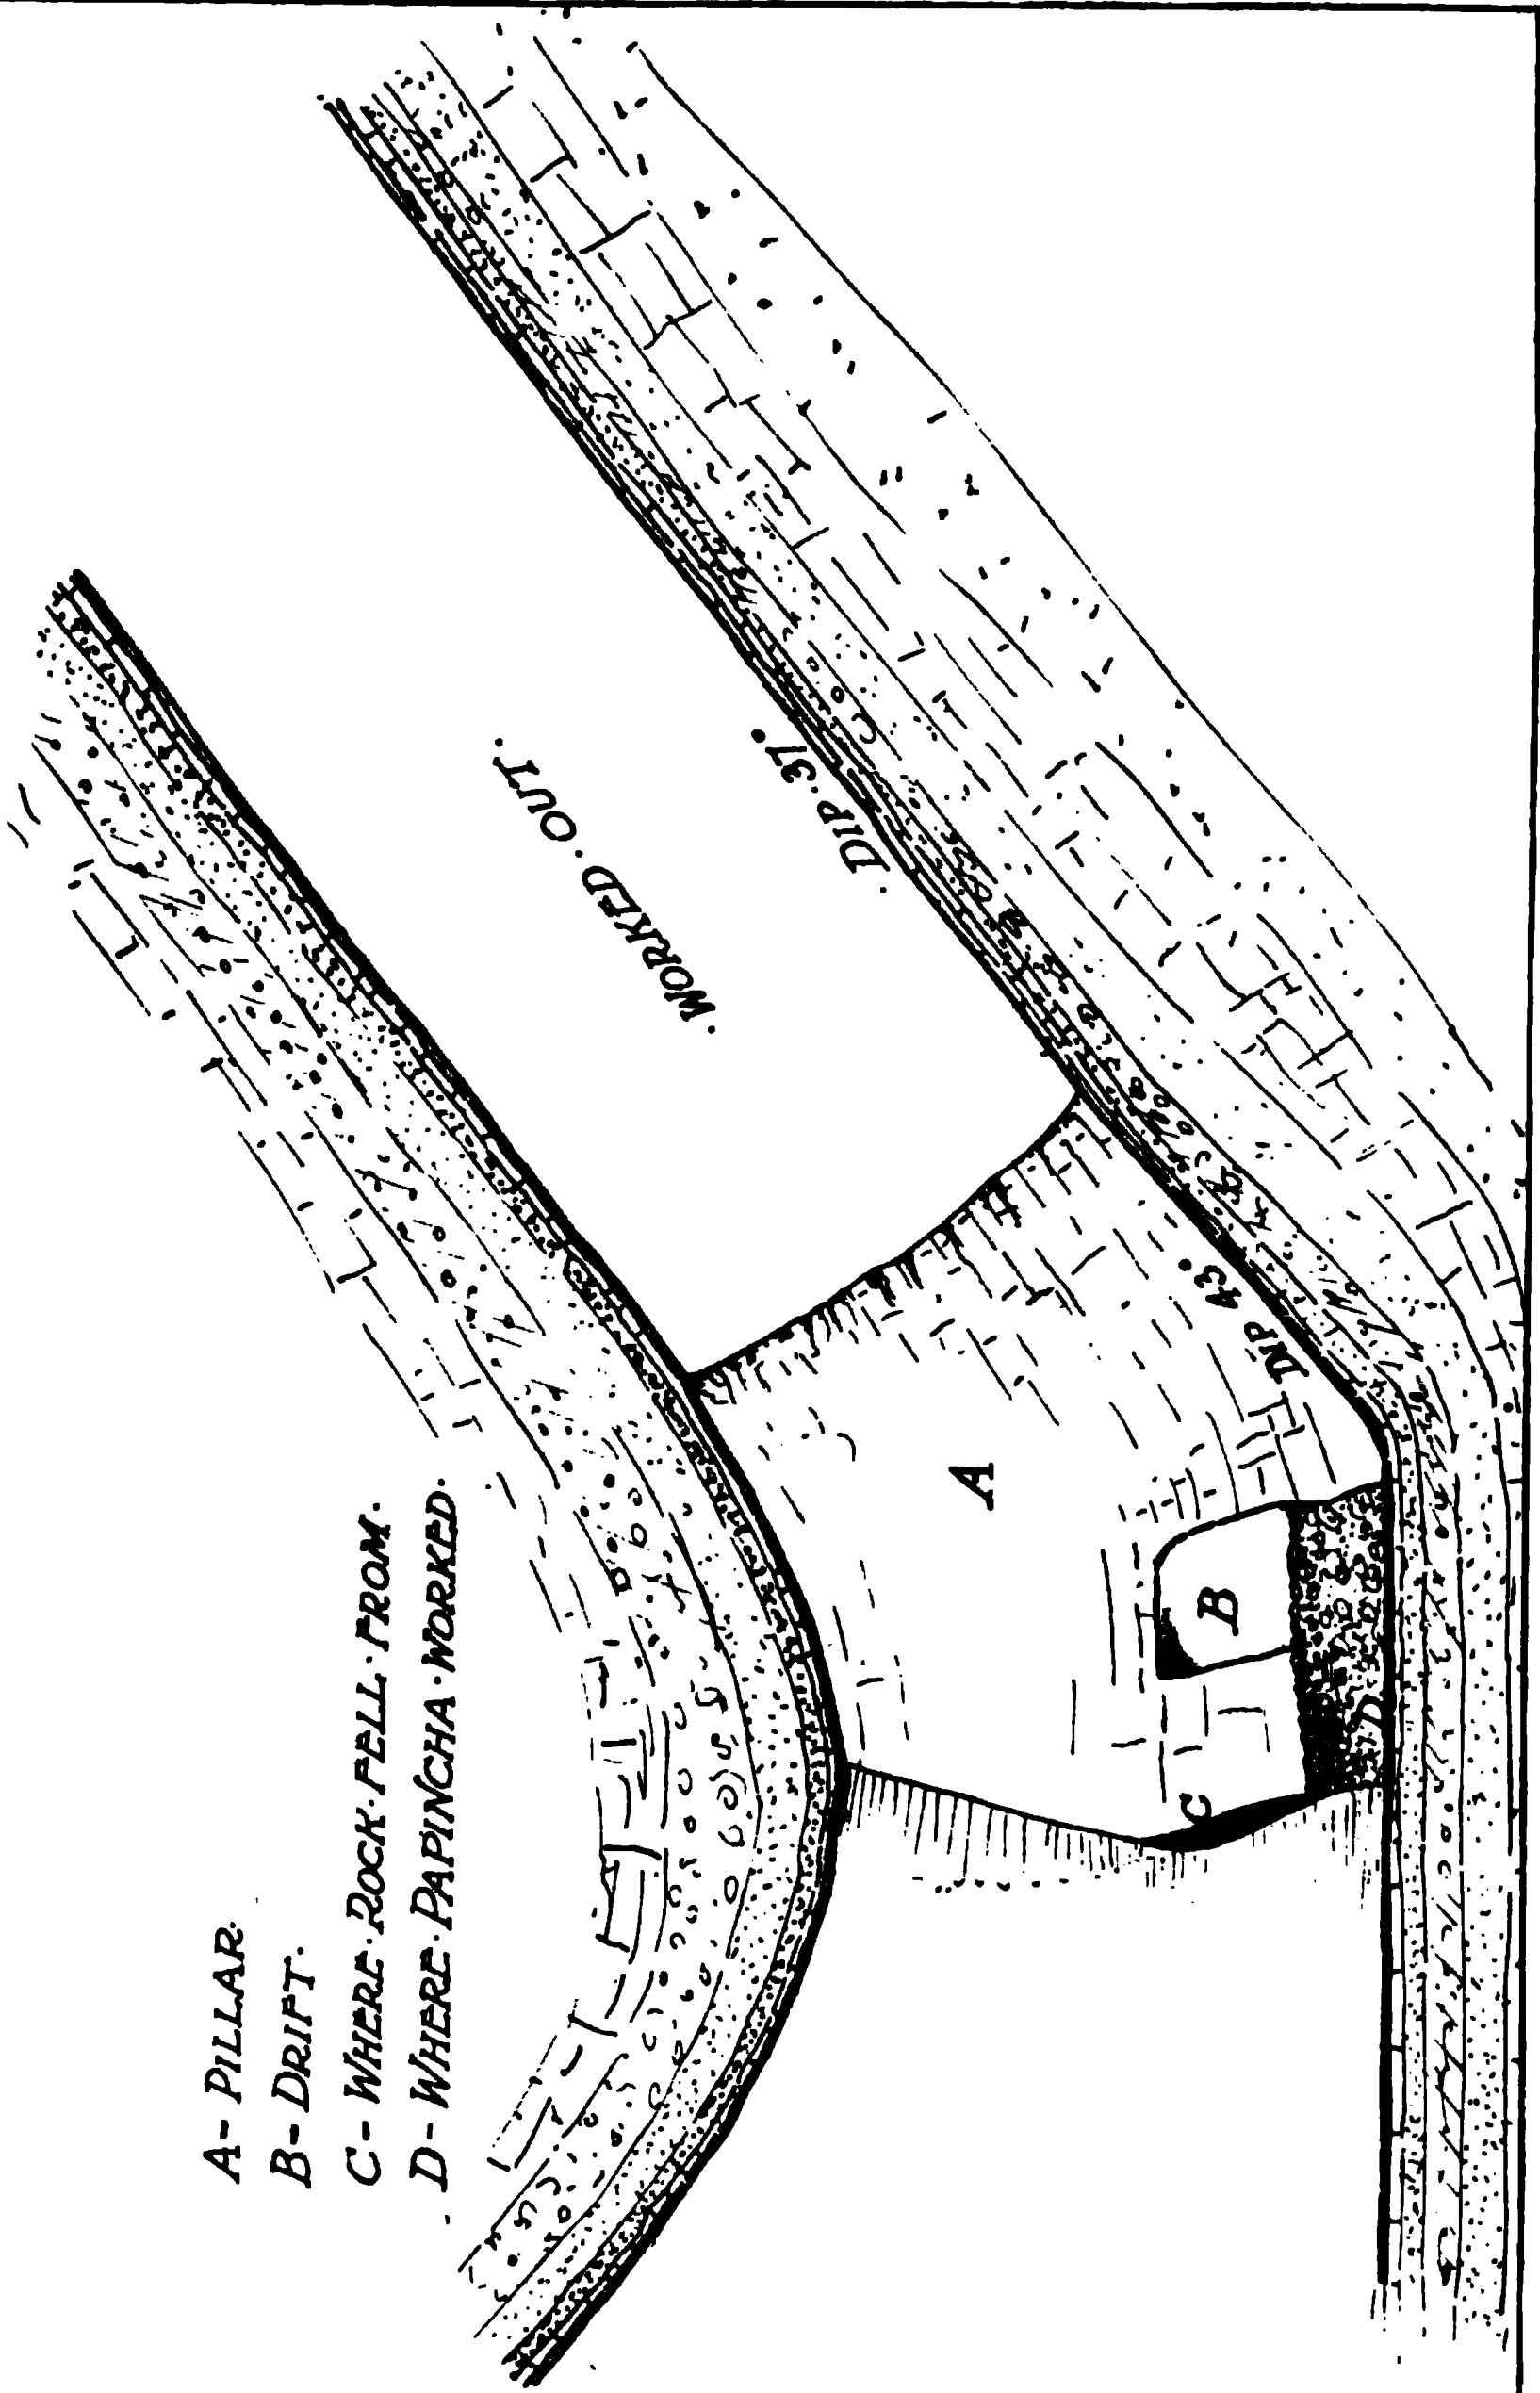 A- PILLAR.
B- DRIFT.
C- WHERE·ROCK·FELL·FROM.
D- WHERE·PAPINCHA·WORKED.
·WORKED·OUT.
·DIP·37°
DIP 43°
A
B
C
D